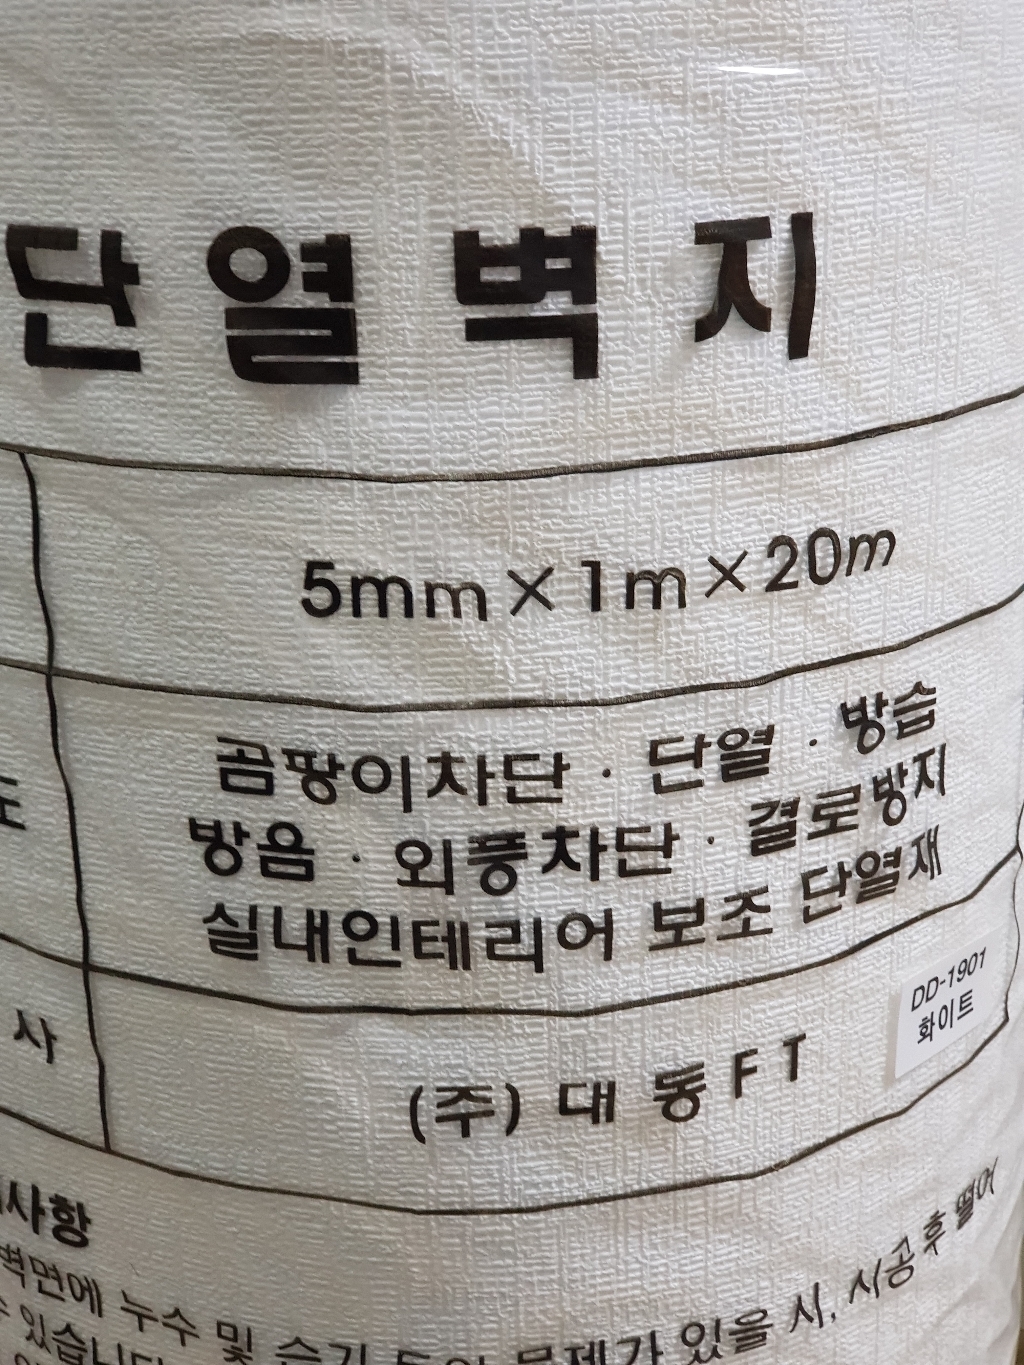 단열벽지
5mm×1m×20m
도
곰팡이차단 · 단열 · 방습
방음 · 외풍차단 · 결로방지
실내인테리어 보조 단열재
DD-1901
화이트
사
(주) 대동FT
사항
벽면에 누수 및 습기 등의 문제가 있을 시, 시공후 떨어
수 있습니다